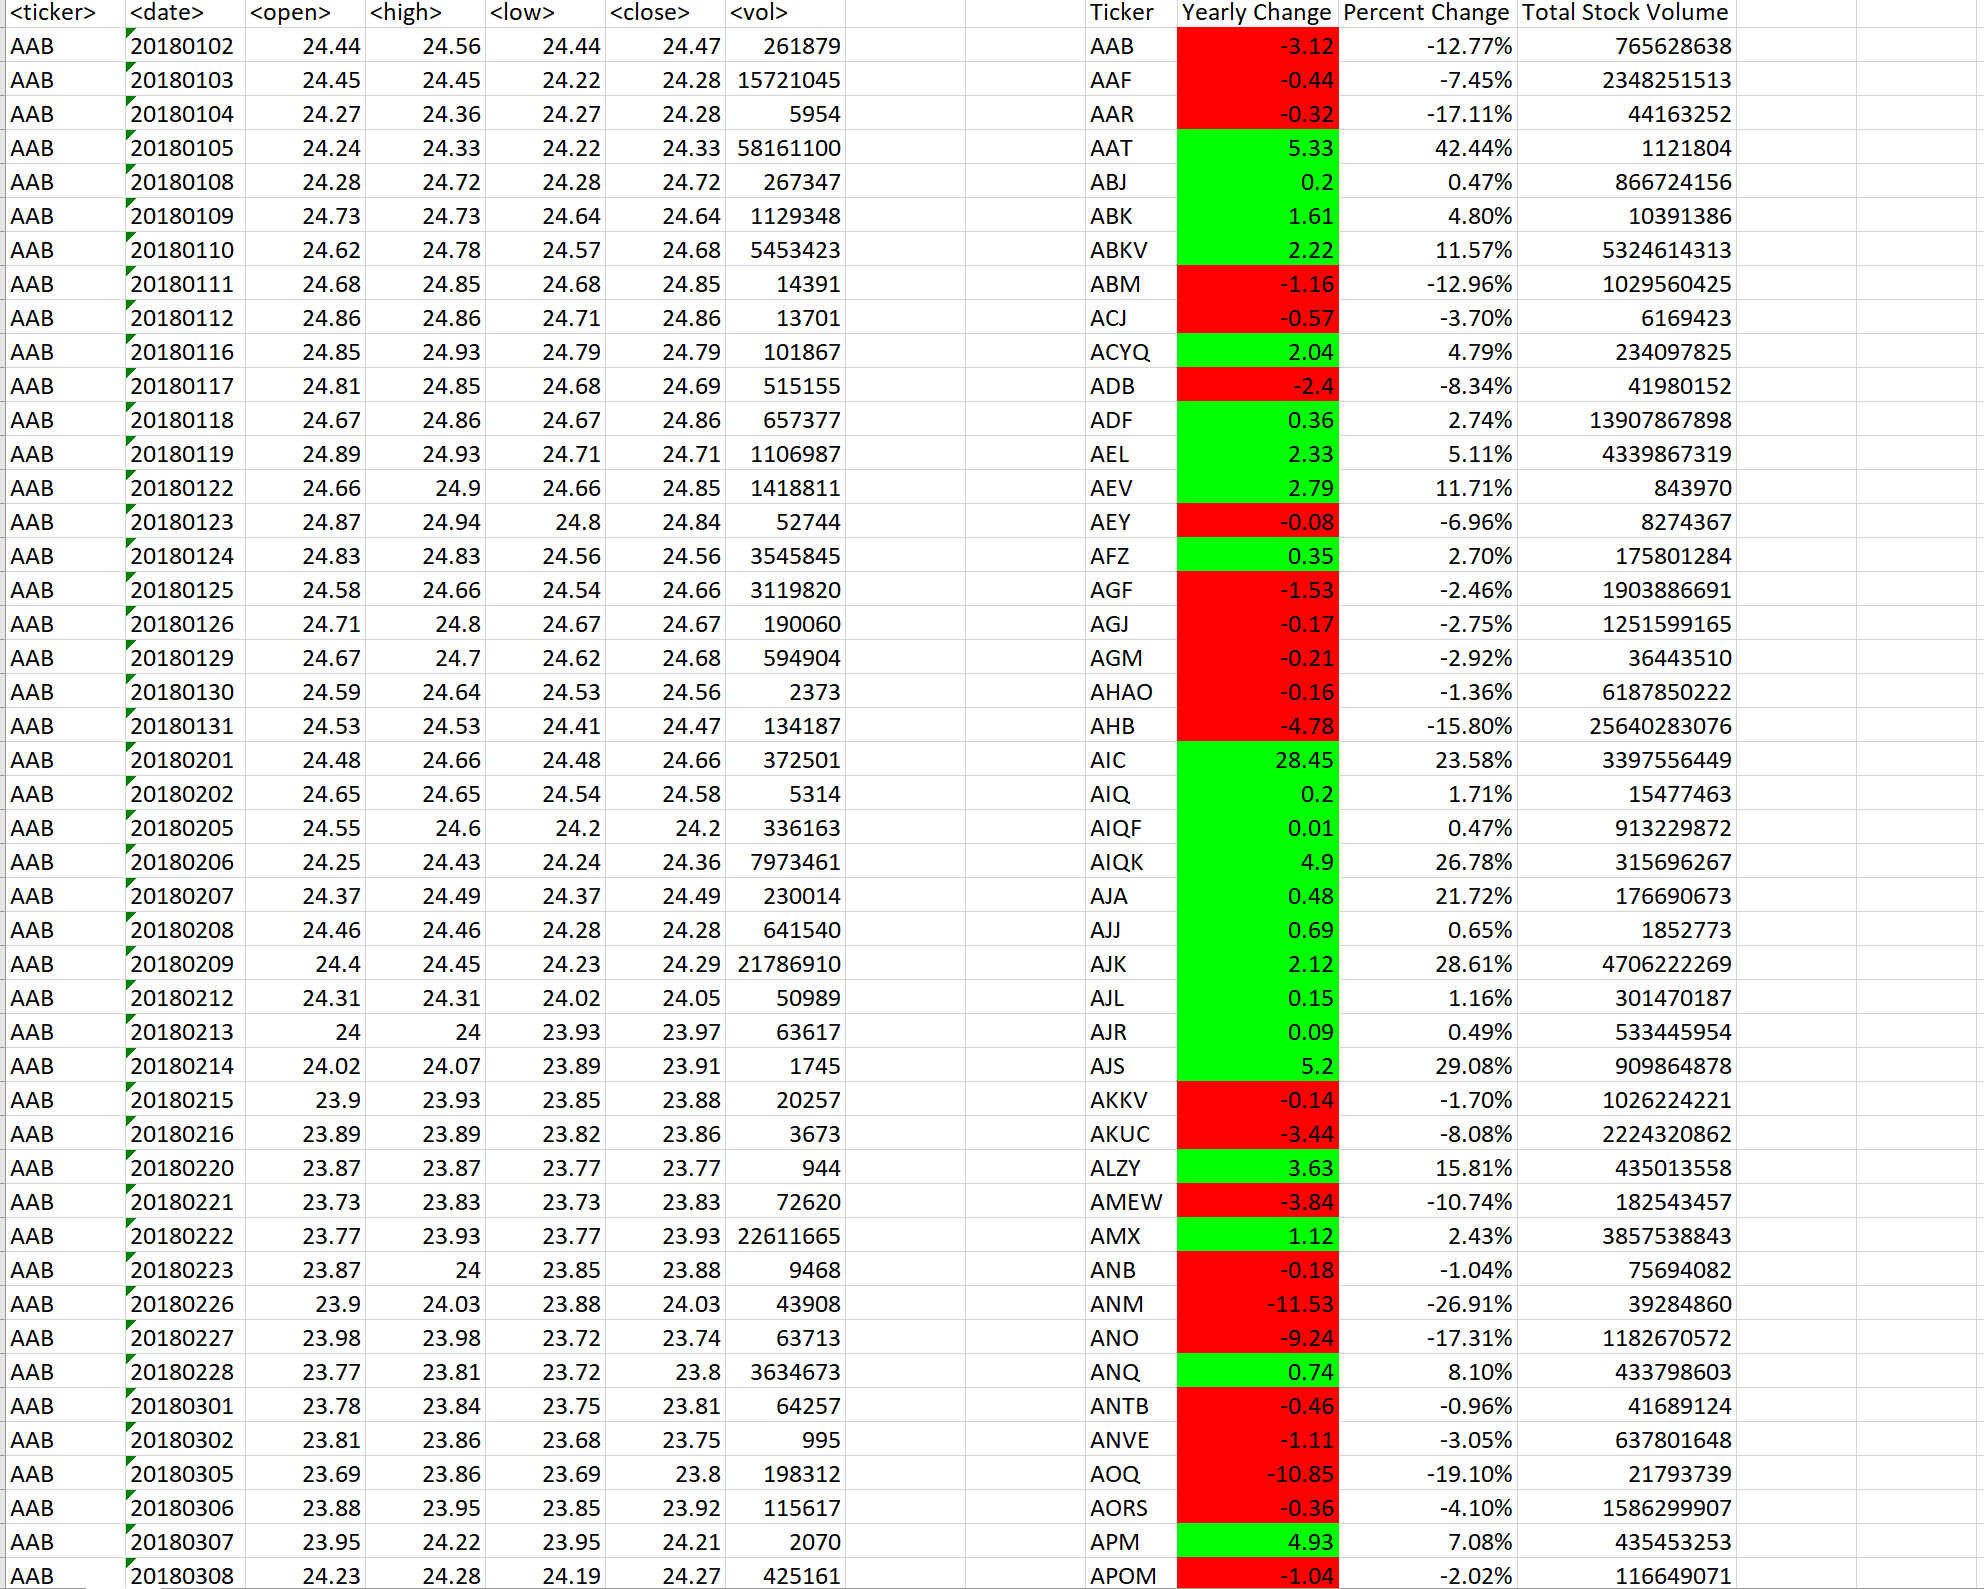 <ticker> <date> <open> <high> <low> <close> <vol> Ticker Yearly Change Percent Change Total Stock Volume
AAB 20180102 24.44 24.56 24.44 24.47 261879 AAB -3.12 -12.77% 765628638
AAB 20180103 24.45 24.45 24.22 24.28 15721045 AAF -0.44 -7.45% 2348251513
AAB 20180104 24.27 24.36 24.27 24.28 5954 AAR -0.32 -17.11% 44163252
AAB 20180105 24.24 24.33 24.22 24.33 58161100 AAT 5.33 42.44% 1121804
AAB 20180108 24.28 24.72 24.28 24.72 267347 ABJ 0.2 0.47% 866724156
AAB 20180109 24.73 24.73 24.64 24.64 1129348 ABK 1.61 4.80% 10391386
AAB 20180110 24.62 24.78 24.57 24.68 5453423 ABKV 2.22 11.57% 5324614313
AAB 20180111 24.68 24.85 24.68 24.85 14391 ABM -1.16 -12.96% 1029560425
AAB 20180112 24.86 24.86 24.71 24.86 13701 ACJ -0.57 -3.70% 6169423
AAB 20180116 24.85 24.93 24.79 24.79 101867 ACYQ 2.04 4.79% 234097825
AAB 20180117 24.81 24.85 24.68 24.69 515155 ADB -2.4 -8.34% 41980152
AAB 20180118 24.67 24.86 24.67 24.86 657377 ADF 0.36 2.74% 13907867898
AAB 20180119 24.89 24.93 24.71 24.71 1106987 AEL 2.33 5.11% 4339867319
AAB 20180122 24.66 24.9 24.66 24.85 1418811 AEV 2.79 11.71% 843970
AAB 20180123 24.87 24.94 24.8 24.84 52744 AEY -0.08 -6.96% 8274367
AAB 20180124 24.83 24.83 24.56 24.56 3545845 AFZ 0.35 2.70% 175801284
AAB 20180125 24.58 24.66 24.54 24.66 3119820 AGF -1.53 -2.46% 1903886691
AAB 20180126 24.71 24.8 24.67 24.67 190060 AGJ -0.17 -2.75% 1251599165
AAB 20180129 24.67 24.7 24.62 24.68 594904 AGM -0.21 -2.92% 36443510
AAB 20180130 24.59 24.64 24.53 24.56 2373 AHAO -0.16 -1.36% 6187850222
AAB 20180131 24.53 24.53 24.41 24.47 134187 AHB -4.78 -15.80% 25640283076
AAB 20180201 24.48 24.66 24.48 24.66 372501 AIC 28.45 23.58% 3397556449
AAB 20180202 24.65 24.65 24.54 24.58 5314 AIQ 0.2 1.71% 15477463
AAB 20180205 24.55 24.6 24.2 24.2 336163 AIQF 0.01 0.47% 913229872
AAB 20180206 24.25 24.43 24.24 24.36 7973461 AIQK 4.9 26.78% 315696267
AAB 20180207 24.37 24.49 24.37 24.49 230014 AJA 0.48 21.72% 176690673
AAB 20180208 24.46 24.46 24.28 24.28 641540 AJJ 0.69 0.65% 1852773
AAB 20180209 24.4 24.45 24.23 24.29 21786910 AJK 2.12 28.61% 4706222269
AAB 20180212 24.31 24.31 24.02 24.05 50989 AJL 0.15 1.16% 301470187
AAB 20180213 24 24 23.93 23.97 63617 AJR 0.09 0.49% 533445954
AAB 20180214 24.02 24.07 23.89 23.91 1745 AJS 5.2 29.08% 909864878
AAB 20180215 23.9 23.93 23.85 23.88 20257 AKKV -0.14 -1.70% 1026224221
AAB 20180216 23.89 23.89 23.82 23.86 3673 AKUC -3.44 -8.08% 2224320862
AAB 20180220 23.87 23.87 23.77 23.77 944 ALZY 3.63 15.81% 435013558
AAB 20180221 23.73 23.83 23.73 23.83 72620 AMEW -3.84 -10.74% 182543457
AAB 20180222 23.77 23.93 23.77 23.93 22611665 AMX 1.12 2.43% 3857538843
AAB 20180223 23.87 24 23.85 23.88 9468 ANB -0.18 -1.04% 75694082
AAB 20180226 23.9 24.03 23.88 24.03 43908 ANM -11.53 -26.91% 39284860
AAB 20180227 23.98 23.98 23.72 23.74 63713 ANO -9.24 -17.31% 1182670572
AAB 20180228 23.77 23.81 23.72 23.8 3634673 ANQ 0.74 8.10% 433798603
AAB 20180301 23.78 23.84 23.75 23.81 64257 ANTB -0.46 -0.96% 41689124
AAB 20180302 23.81 23.86 23.68 23.75 995 ANVE -1.11 -3.05% 637801648
AAB 20180305 23.69 23.86 23.69 23.8 198312 AOQ -10.85 -19.10% 21793739
AAB 20180306 23.88 23.95 23.85 23.92 115617 AORS -0.36 -4.10% 1586299907
AAB 20180307 23.95 24.22 23.95 24.21 2070 APM 4.93 7.08% 435453253
AAB 20180308 24.23 24.28 24.19 24.27 425161 APOM -1.04 -2.02% 116649071